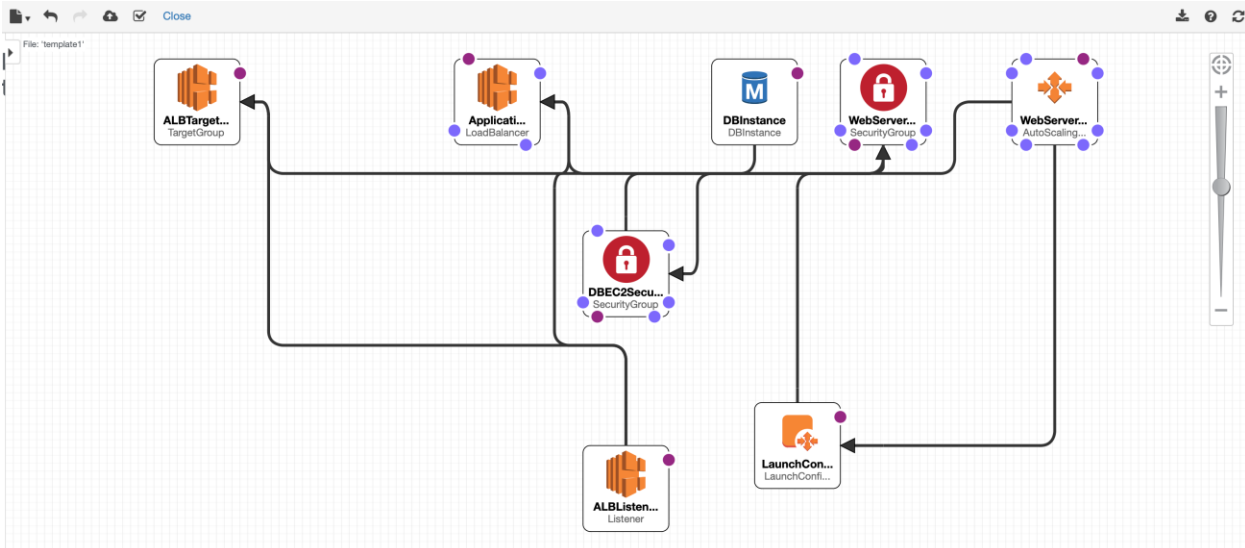 Close
File: 'template1'
ALBTarget...
TargetGroup
Applicati...
LoadBalancer
M
DBInstance
DBInstance
WebServer...
SecurityGroup
WebServer...
AutoScaling...
DBEC2Secu...
SecurityGroup
LaunchCon...
LaunchConfi...
ALBListen...
Listener